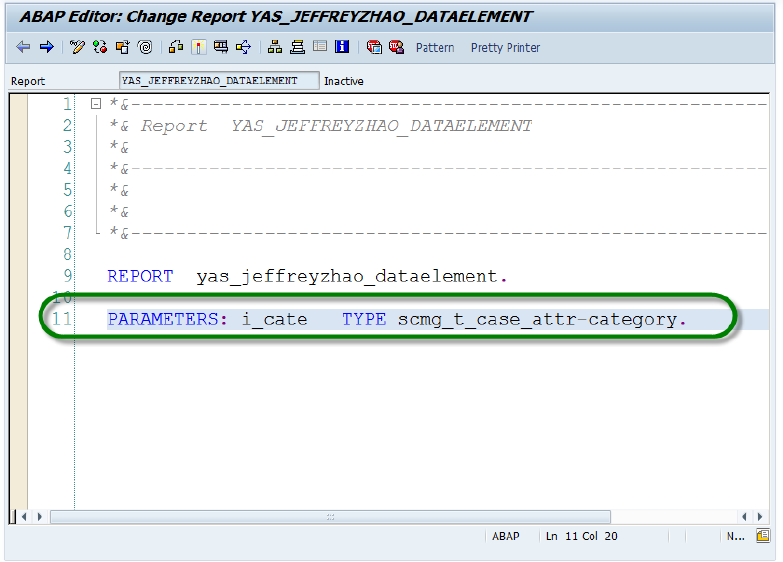 ABAP Editor: Change Report YAS_JEFFREYZHAO_DATAELEMENT
Pattern Pretty Printer
Report YAS_JEFFREYZHAO_DATAELEMENT Inactive
1 *&---------------------------------------------------------------------
2 *& Report  YAS_JEFFREYZHAO_DATAELEMENT
3 *&
4 *&---------------------------------------------------------------------
5 *&
6 *&
7 *&---------------------------------------------------------------------
8
9 REPORT  yas_jeffreyzhao_dataelement.
10
11 PARAMETERS: i_cate   TYPE scmg_t_case_attr-category.
ABAP Ln 11 Col 20 N...